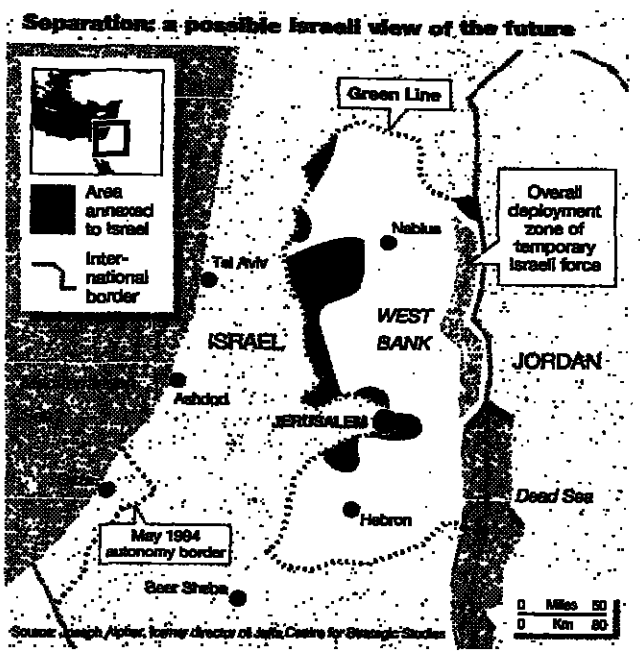 Separation: a possible Israeli view of the future
Green Line
Area
annexed
to Israel
Inter-
national
border
Overall
deployment
zone of
temporary
Israeli force
Nablus
Tel Aviv
WEST
BANK
ISRAEL
JORDAN
Ashdod
JERUSALEM
Dead Sea
Hebron
May 1994
autonomy border
Beer Sheba
0 Miles 50
0 Km 80
Source: Joseph Alpher, former director of Jaffa Centre for Strategic Studies